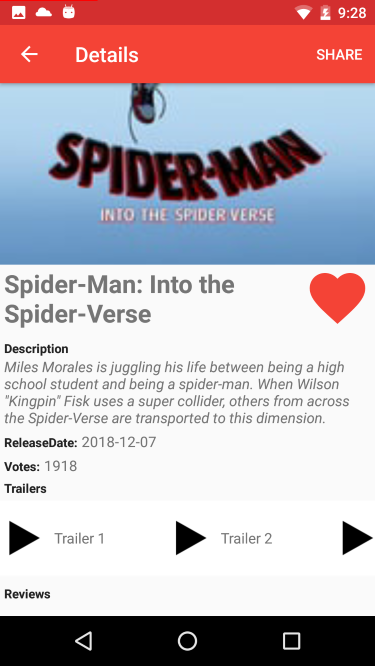 9:28
Details
SHARE
SPIDER-MAN
INTO THE SPIDER VERSE
Spider-Man: Into the
Spider-Verse
Description
Miles Morales is juggling his life between being a high
school student and being a spider-man. When Wilson
"Kingpin" Fisk uses a super collider, others from across
the Spider-Verse are transported to this dimension.
ReleaseDate: 2018-12-07
Votes: 1918
Trailers
Trailer 1
Trailer 2
Reviews